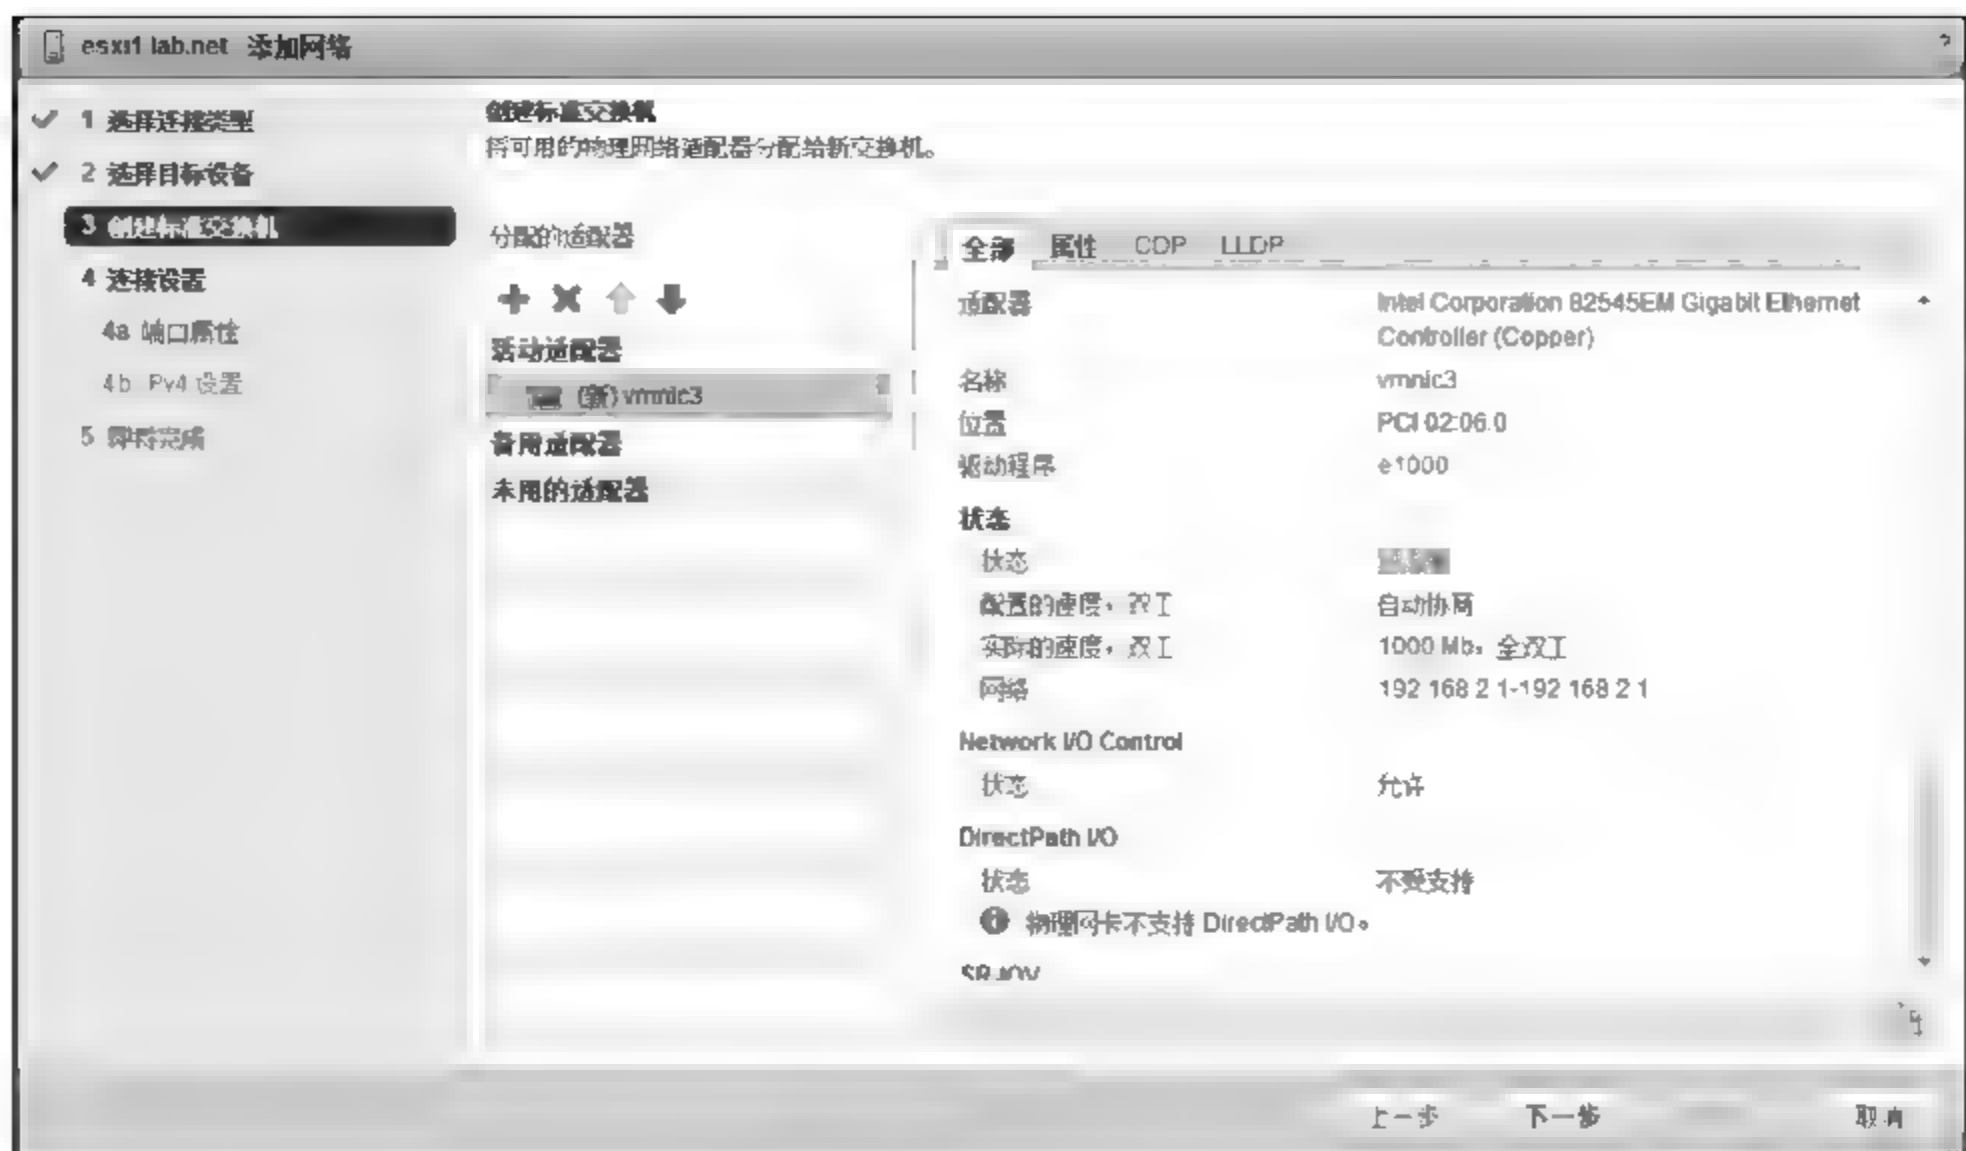 esxi1.lab.net 添加网络
?
1 选择连接类型
2 选择目标设备
3 创建标准交换机
4 连接设置
4a 端口属性
4b IPv4 设置
5 即将完成
创建标准交换机
将可用的物理网络适配器分配给新交换机。
分配的适配器
活动适配器
(新) vmnic3
备用适配器
未用的适配器
全部 属性 CDP LLDP
适配器 Intel Corporation 82545EM Gigabit Ethernet
Controller (Copper)
名称 vmnic3
位置 PCI 02:06.0
驱动程序 e1000
状态
状态
配置的速度，双工 自动协商
实际的速度，双工 1000 Mb，全双工
网络 192.168.2.1-192.168.2.1
Network I/O Control
状态 允许
DirectPath I/O
状态 不受支持
物理网卡不支持 DirectPath I/O。
SR-IOV
上一步 下一步 取消